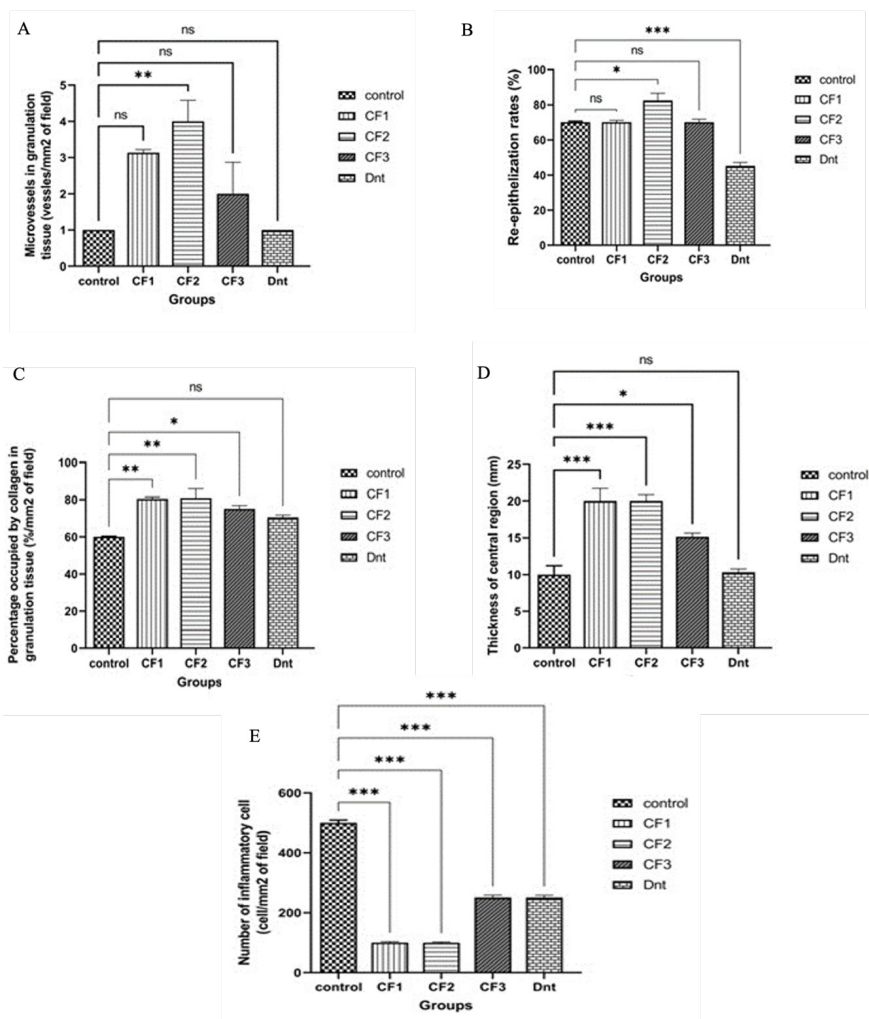 A
ns
ns
**
ns
Microvessels in granulation
tissue (vessles/mm2 of field)
5
4
3
2
1
0
control CF1 CF2 CF3 Dnt
Groups
control
CF1
CF2
CF3
Dnt
B
***
ns
*
ns
Re-epithelization rates (%)
100
80
60
40
20
0
control CF1 CF2 CF3 Dnt
Groups
control
CF1
CF2
CF3
Dnt
C
ns
*
**
**
Percentage occupied by collagen in
granulation tissue (%/mm2 of field)
100
80
60
40
20
0
control CF1 CF2 CF3 Dnt
Groups
control
CF1
CF2
CF3
Dnt
D
ns
*
***
***
Thickness of central region (mm)
25
20
15
10
5
0
control CF1 CF2 CF3 Dnt
control
CF1
CF2
CF3
Dnt
E
***
***
***
***
Number of inflammatory cell
(cell/mm2 of field)
600
400
200
0
control CF1 CF2 CF3 Dnt
Groups
control
CF1
CF2
CF3
Dnt